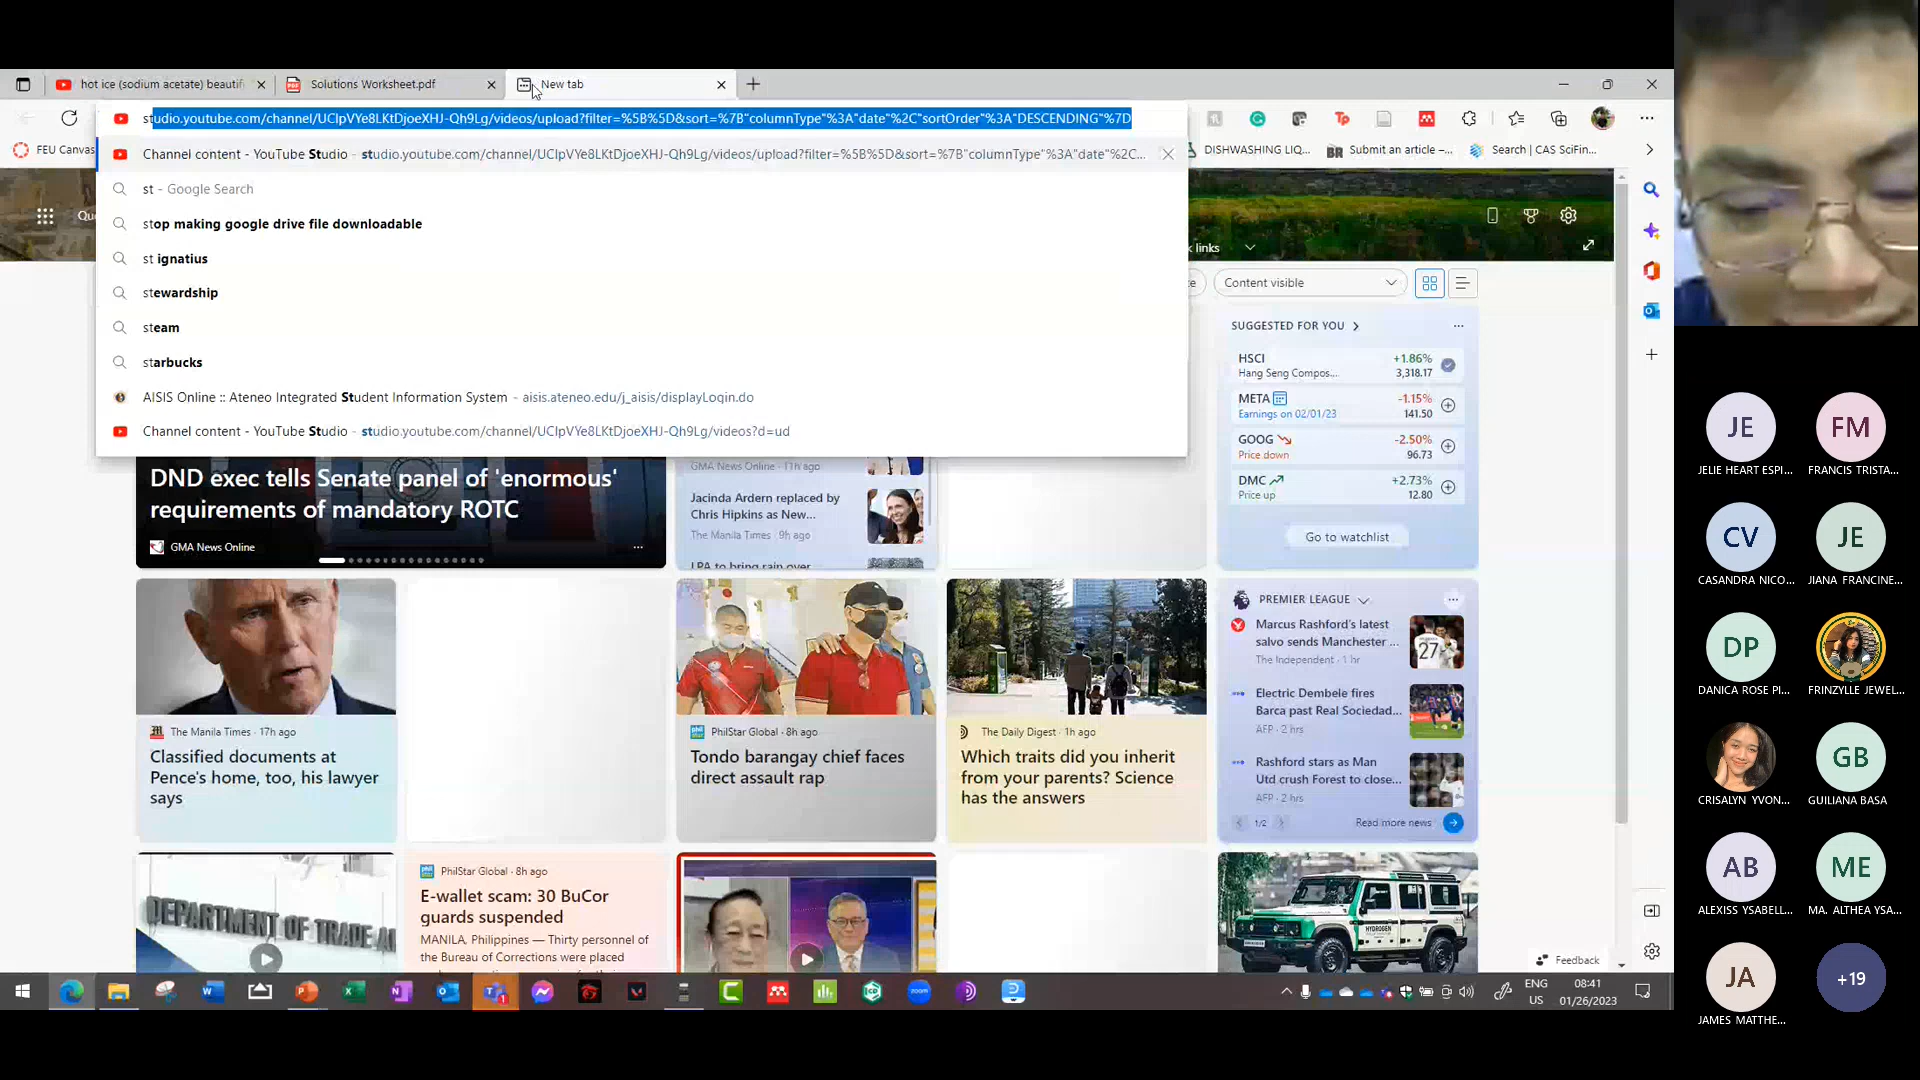 hot ice (sodium acetate) beautif
Solutions Worksheet.pdf
New tab
studio.youtube.com/channel/UCIpVYe8LKtDjoeXHJ-Qh9Lg/videos/upload?filter=%5B%5D&sort=%7B"columnType"%3A"date"%2C"sortOrder"%3A"DESCENDING"%7D
FEU Canvas
DISHWASHING LIQ...
Submit an article –...
Search | CAS SciFin...
Channel content - YouTube Studio - studio.youtube.com/channel/UCIpVYe8LKtDjoeXHJ-Qh9Lg/videos/upload?filter=%5B%5D&sort=%7B"columnType"%3A"date"%2C...
st - Google Search
stop making google drive file downloadable
st ignatius
stewardship
steam
starbucks
AISIS Online :: Ateneo Integrated Student Information System - aisis.ateneo.edu/j_aisis/displayLogin.do
Channel content - YouTube Studio - studio.youtube.com/channel/UCIpVYe8LKtDjoeXHJ-Qh9Lg/videos?d=ud
Qu
k links
Content visible
SUGGESTED FOR YOU
HSCI +1.86%
Hang Seng Compos... 3,318.17
META -1.15%
Earnings on 02/01/23 141.50
GOOG -2.50%
Price down 96.73
DMC +2.73%
Price up 12.80
Go to watchlist
DND exec tells Senate panel of 'enormous'
requirements of mandatory ROTC
GMA News Online
GMA News Online · 11h ago
Jacinda Ardern replaced by
Chris Hipkins as New...
The Manila Times · 9h ago
LPA to bring rain over
The Manila Times · 17h ago
Classified documents at
Pence's home, too, his lawyer
says
PhilStar Global · 8h ago
Tondo barangay chief faces
direct assault rap
The Daily Digest · 1h ago
Which traits did you inherit
from your parents? Science
has the answers
PREMIER LEAGUE
Marcus Rashford's latest
salvo sends Manchester ...
The Independent · 1 hr
27
Electric Dembele fires
Barca past Real Sociedad...
AFP · 2 hrs
Rashford stars as Man
Utd crush Forest to close...
AFP · 2 hrs
1/2
Read more news
DEPARTMENT OF TRADE
PhilStar Global · 8h ago
E-wallet scam: 30 BuCor
guards suspended
MANILA, Philippines — Thirty personnel of
the Bureau of Corrections were placed
HYDROGEN
Feedback
ENG
US
08:41
01/26/2023
JE
JELIE HEART ESPI...
FM
FRANCIS TRISTA...
CV
CASANDRA NICO...
JE
JIANA FRANCINE...
DP
DANICA ROSE PI...
FRINZYLLE JEWEL...
CRISALYN YVON...
GB
GUILIANA BASA
AB
ALEXISS YSABELL...
ME
MA. ALTHEA YSA...
JA
JAMES MATTHE...
+19